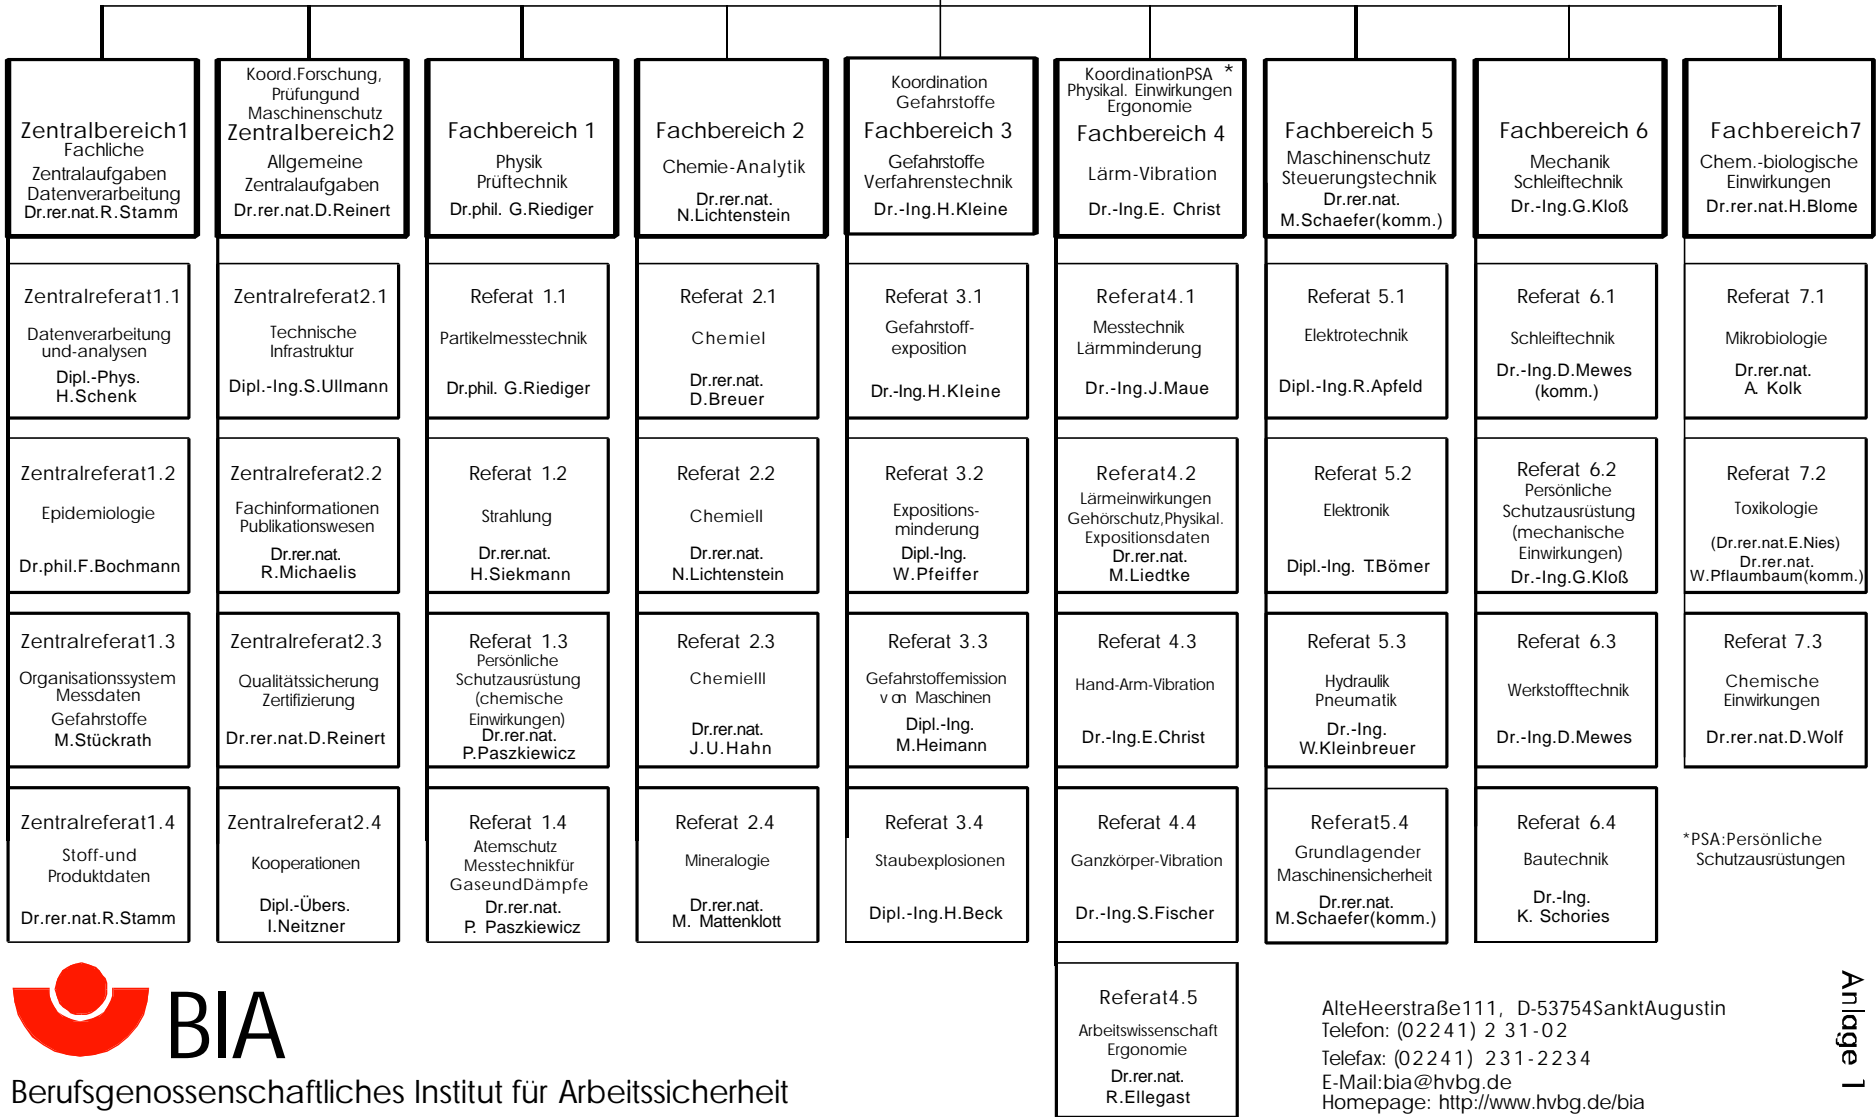 Zentralbereich1
Fachliche
Zentralaufgaben
Datenverarbeitung
Dr.rer.nat.R.Stamm
Koord.Forschung,
Prüfungund
Maschinenschutz
Zentralbereich2
Allgemeine
Zentralaufgaben
Dr.rer.nat.D.Reinert
Fachbereich 1
Physik
Prüftechnik
Dr.phil. G.Riediger
Fachbereich 2
Chemie-Analytik
Dr.rer.nat.
N.Lichtenstein
Koordination
Gefahrstoffe
Fachbereich 3
Gefahrstoffe
Verfahrenstechnik
Dr.-Ing.H.Kleine
KoordinationPSA *
Physikal. Einwirkungen
Ergonomie
Fachbereich 4
Lärm-Vibration
Dr.-Ing.E. Christ
Fachbereich 5
Maschinenschutz
Steuerungstechnik
Dr.rer.nat.
M.Schaefer(komm.)
Fachbereich 6
Mechanik
Schleiftechnik
Dr.-Ing.G.Kloß
Fachbereich7
Chem.-biologische
Einwirkungen
Dr.rer.nat.H.Blome
Zentralreferat1.1
Datenverarbeitung
und-analysen
Dipl.-Phys.
H.Schenk
Zentralreferat2.1
Technische
Infrastruktur
Dipl.-Ing.S.Ullmann
Referat 1.1
Partikelmesstechnik
Dr.phil. G.Riediger
Referat 2.1
ChemieI
Dr.rer.nat.
D.Breuer
Referat 3.1
Gefahrstoff-
exposition
Dr.-Ing.H.Kleine
Referat4.1
Messtechnik
Lärmminderung
Dr.-Ing.J.Maue
Referat 5.1
Elektrotechnik
Dipl.-Ing.R.Apfeld
Referat 6.1
Schleiftechnik
Dr.-Ing.D.Mewes
(komm.)
Referat 7.1
Mikrobiologie
Dr.rer.nat.
A. Kolk
Zentralreferat1.2
Epidemiologie
Dr.phil.F.Bochmann
Zentralreferat2.2
Fachinformationen
Publikationswesen
Dr.rer.nat.
R.Michaelis
Referat 1.2
Strahlung
Dr.rer.nat.
H.Siekmann
Referat 2.2
ChemieII
Dr.rer.nat.
N.Lichtenstein
Referat 3.2
Expositions-
minderung
Dipl.-Ing.
W.Pfeiffer
Referat4.2
Lärmeinwirkungen
Gehörschutz,Physikal.
Expositionsdaten
Dr.rer.nat.
M.Liedtke
Referat 5.2
Elektronik
Dipl.-Ing. T.Bömer
Referat 6.2
Persönliche
Schutzausrüstung
(mechanische
Einwirkungen)
Dr.-Ing.G.Kloß
Referat 7.2
Toxikologie
(Dr.rer.nat.E.Nies)
Dr.rer.nat.
W.Pflaumbaum(komm.)
Zentralreferat1.3
Organisationssystem
Messdaten
Gefahrstoffe
M.Stückrath
Zentralreferat2.3
Qualitätssicherung
Zertifizierung
Dr.rer.nat.D.Reinert
Referat 1.3
Persönliche
Schutzausrüstung
(chemische
Einwirkungen)
Dr.rer.nat.
P.Paszkiewicz
Referat 2.3
ChemieIII
Dr.rer.nat.
J.U.Hahn
Referat 3.3
Gefahrstoffemission
von Maschinen
Dipl.-Ing.
M.Heimann
Referat 4.3
Hand-Arm-Vibration
Dr.-Ing.E.Christ
Referat 5.3
Hydraulik
Pneumatik
Dr.-Ing.
W.Kleinbreuer
Referat 6.3
Werkstofftechnik
Dr.-Ing.D.Mewes
Referat 7.3
Chemische
Einwirkungen
Dr.rer.nat.D.Wolf
Zentralreferat1.4
Stoff-und
Produktdaten
Dr.rer.nat.R.Stamm
Zentralreferat2.4
Kooperationen
Dipl.-Übers.
I.Neitzner
Referat 1.4
Atemschutz
Messtechnikfür
GaseundDämpfe
Dr.rer.nat.
P. Paszkiewicz
Referat 2.4
Mineralogie
Dr.rer.nat.
M. Mattenklott
Referat 3.4
Staubexplosionen
Dipl.-Ing.H.Beck
Referat 4.4
Ganzkörper-Vibration
Dr.-Ing.S.Fischer
Referat5.4
Grundlagender
Maschinensicherheit
Dr.rer.nat.
M.Schaefer(komm.)
Referat 6.4
Bautechnik
Dr.-Ing.
K. Schories
*PSA:Persönliche
Schutzausrüstungen
Referat4.5
Arbeitswissenschaft
Ergonomie
Dr.rer.nat.
R.Ellegast
BIA
Berufsgenossenschaftliches Institut für Arbeitssicherheit
AlteHeerstraße111, D-53754SanktAugustin
Telefon: (02241) 2 31-02
Telefax: (02241) 231-2234
E-Mail:bia@hvbg.de
Homepage: http://www.hvbg.de/bia
Anlage 1